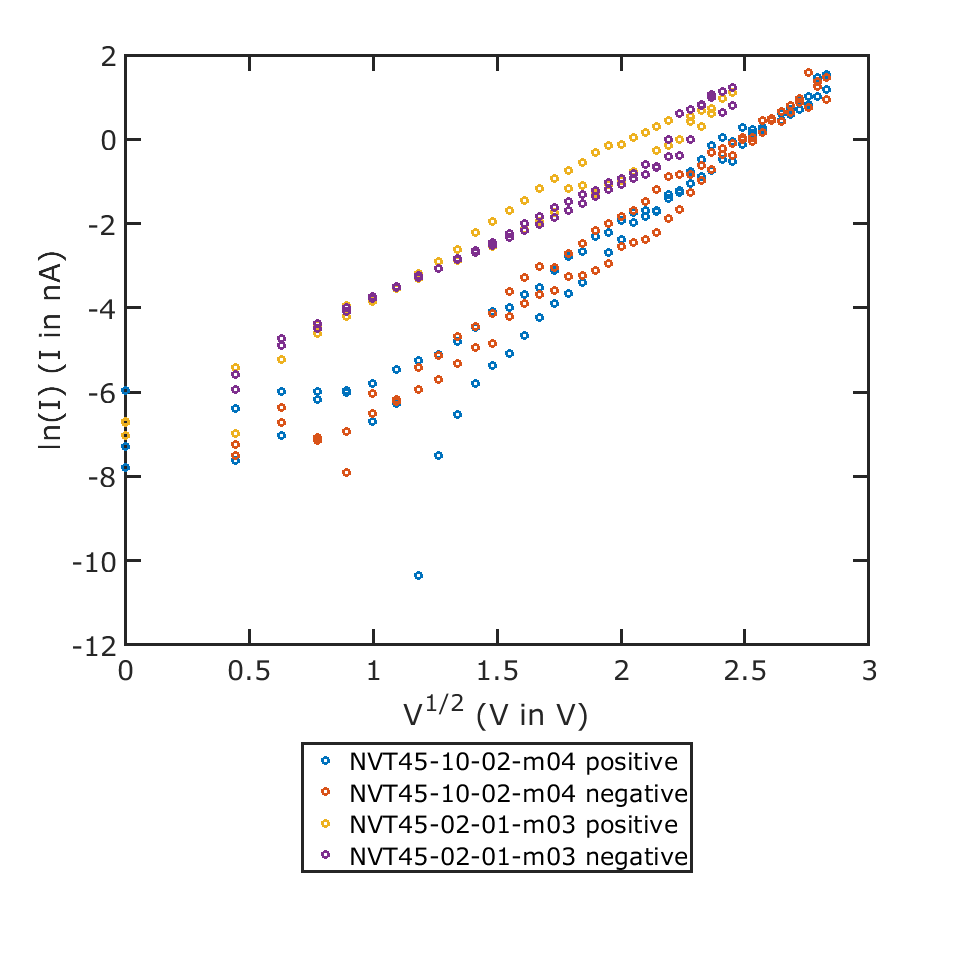 2
0
-2
-4
-6
-8
-10
-12
ln(I) (I in nA)
0 0.5 1 1.5 2 2.5 3
V^1/2 (V in V)
NVT45-10-02-m04 positive
NVT45-10-02-m04 negative
NVT45-02-01-m03 positive
NVT45-02-01-m03 negative